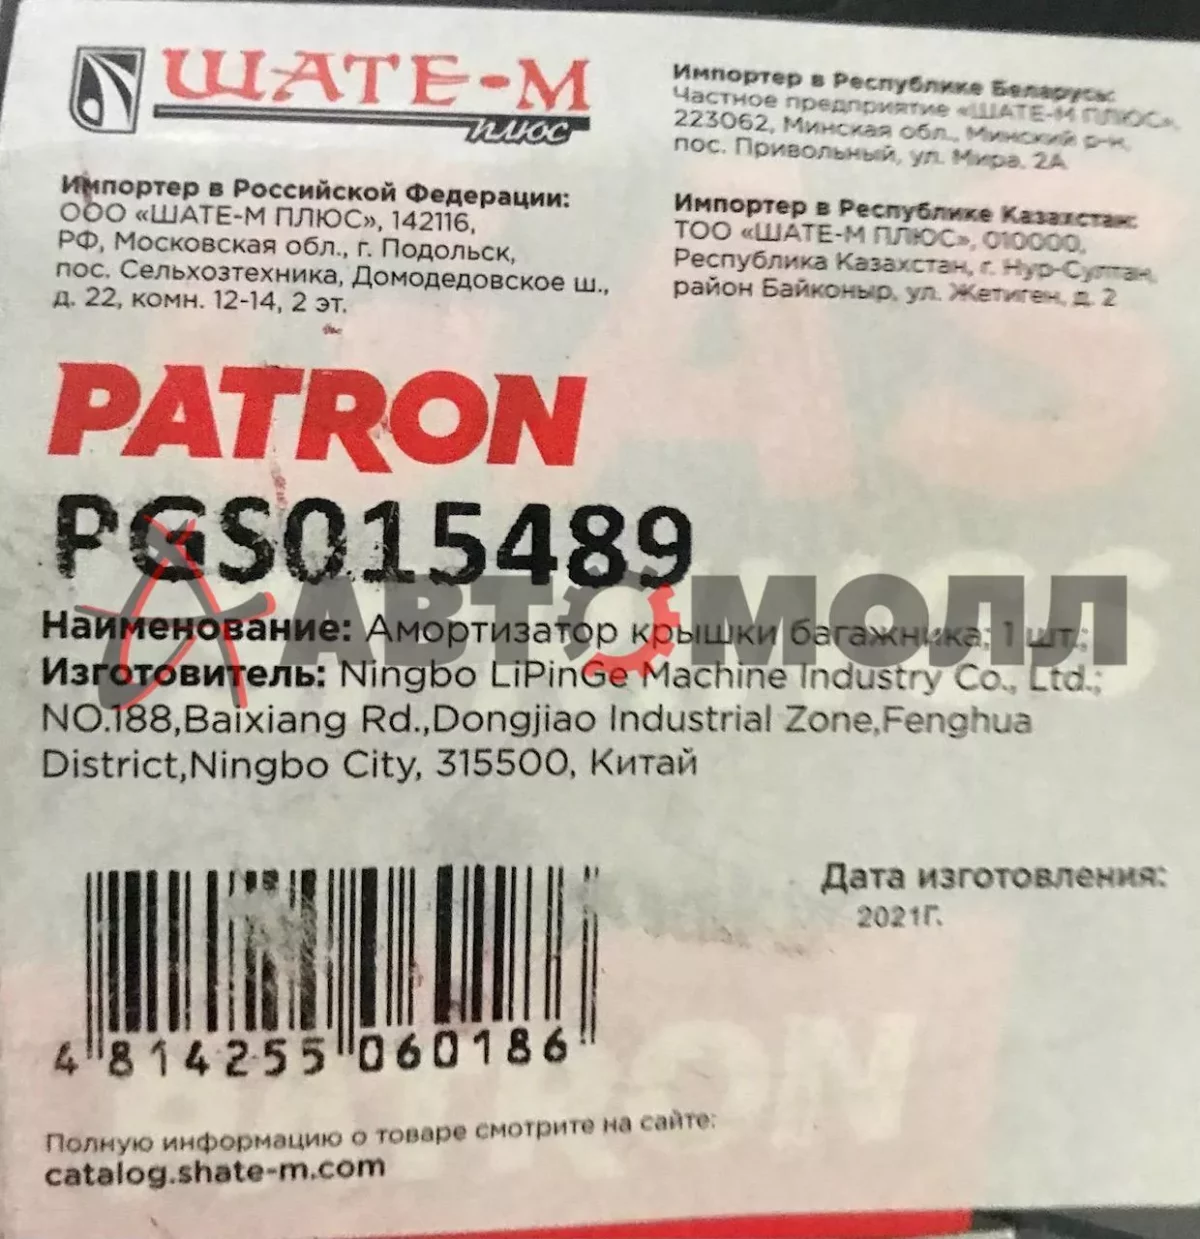 ШАТЕ-М
ПЛЮС
Импортер в Российской Федерации:
ООО «ШАТЕ-М ПЛЮС», 142116,
РФ, Московская обл., г. Подольск,
пос. Сельхозтехника, Домодедовское ш.,
д. 22, комн. 12-14, 2 эт.
Импортер в Республике Беларусь:
Частное предприятие «ШАТЕ-М ПЛЮС»,
223062, Минская обл., Минский р-н,
пос. Привольный, ул. Мира, 2А
Импортер в Республике Казахстан:
ТОО «ШАТЕ-М ПЛЮС», 010000,
Республика Казахстан, г. Нур-Султан,
район Байконыр, ул. Жетиген, д. 2
PATRON
PGS015489
АВТОМОЛЛ
Наименование: Амортизатор крышки багажника; 1 шт.;
Изготовитель: Ningbo LiPinGe Machine Industry Co., Ltd.;
NO.188,Baixiang Rd.,Dongjiao Industrial Zone,Fenghua
District,Ningbo City, 315500, Китай
Дата изготовления:
2021Г.
4 814255 060186
Полную информацию о товаре смотрите на сайте:
catalog.shate-m.com